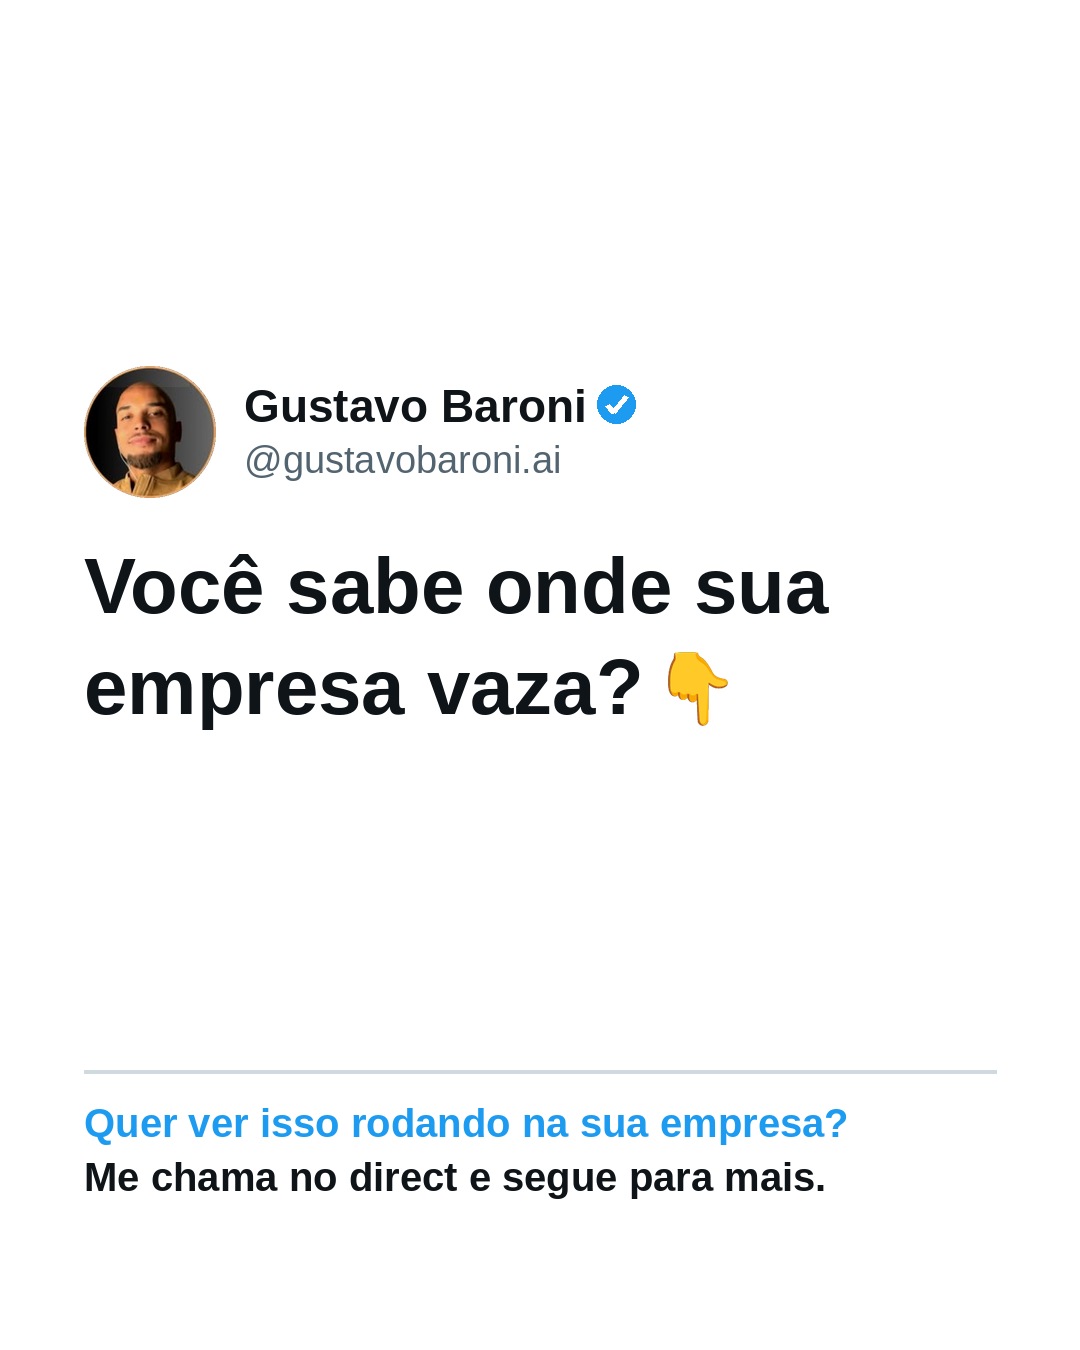 Gustavo Baroni
@gustavobaroni.ai
Você sabe onde sua
empresa vaza? 👇
Quer ver isso rodando na sua empresa?
Me chama no direct e segue para mais.